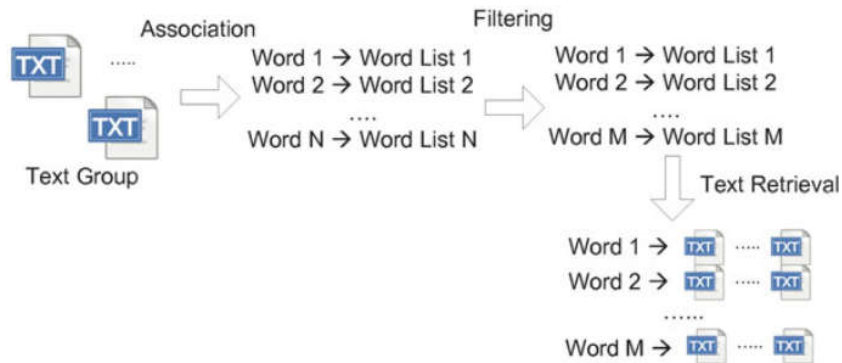 TXT
.....
TXT
Text Group
Association
Word 1 → Word List 1
Word 2 → Word List 2
....
Word N → Word List N
Filtering
Word 1 → Word List 1
Word 2 → Word List 2
....
Word M → Word List M
Text Retrieval
Word 1 → TXT ..... TXT
Word 2 → TXT ..... TXT
......
Word M → TXT ..... TXT